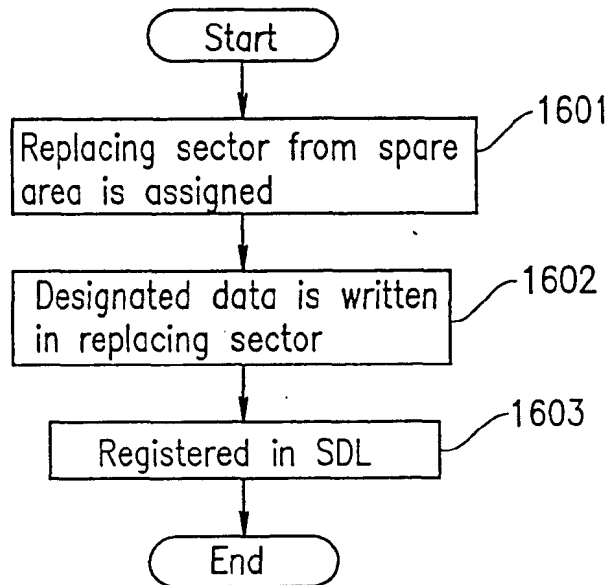 Start
1601
Replacing sector from spare
area is assigned
1602
Designated data is written
in replacing sector
1603
Registered in SDL
End